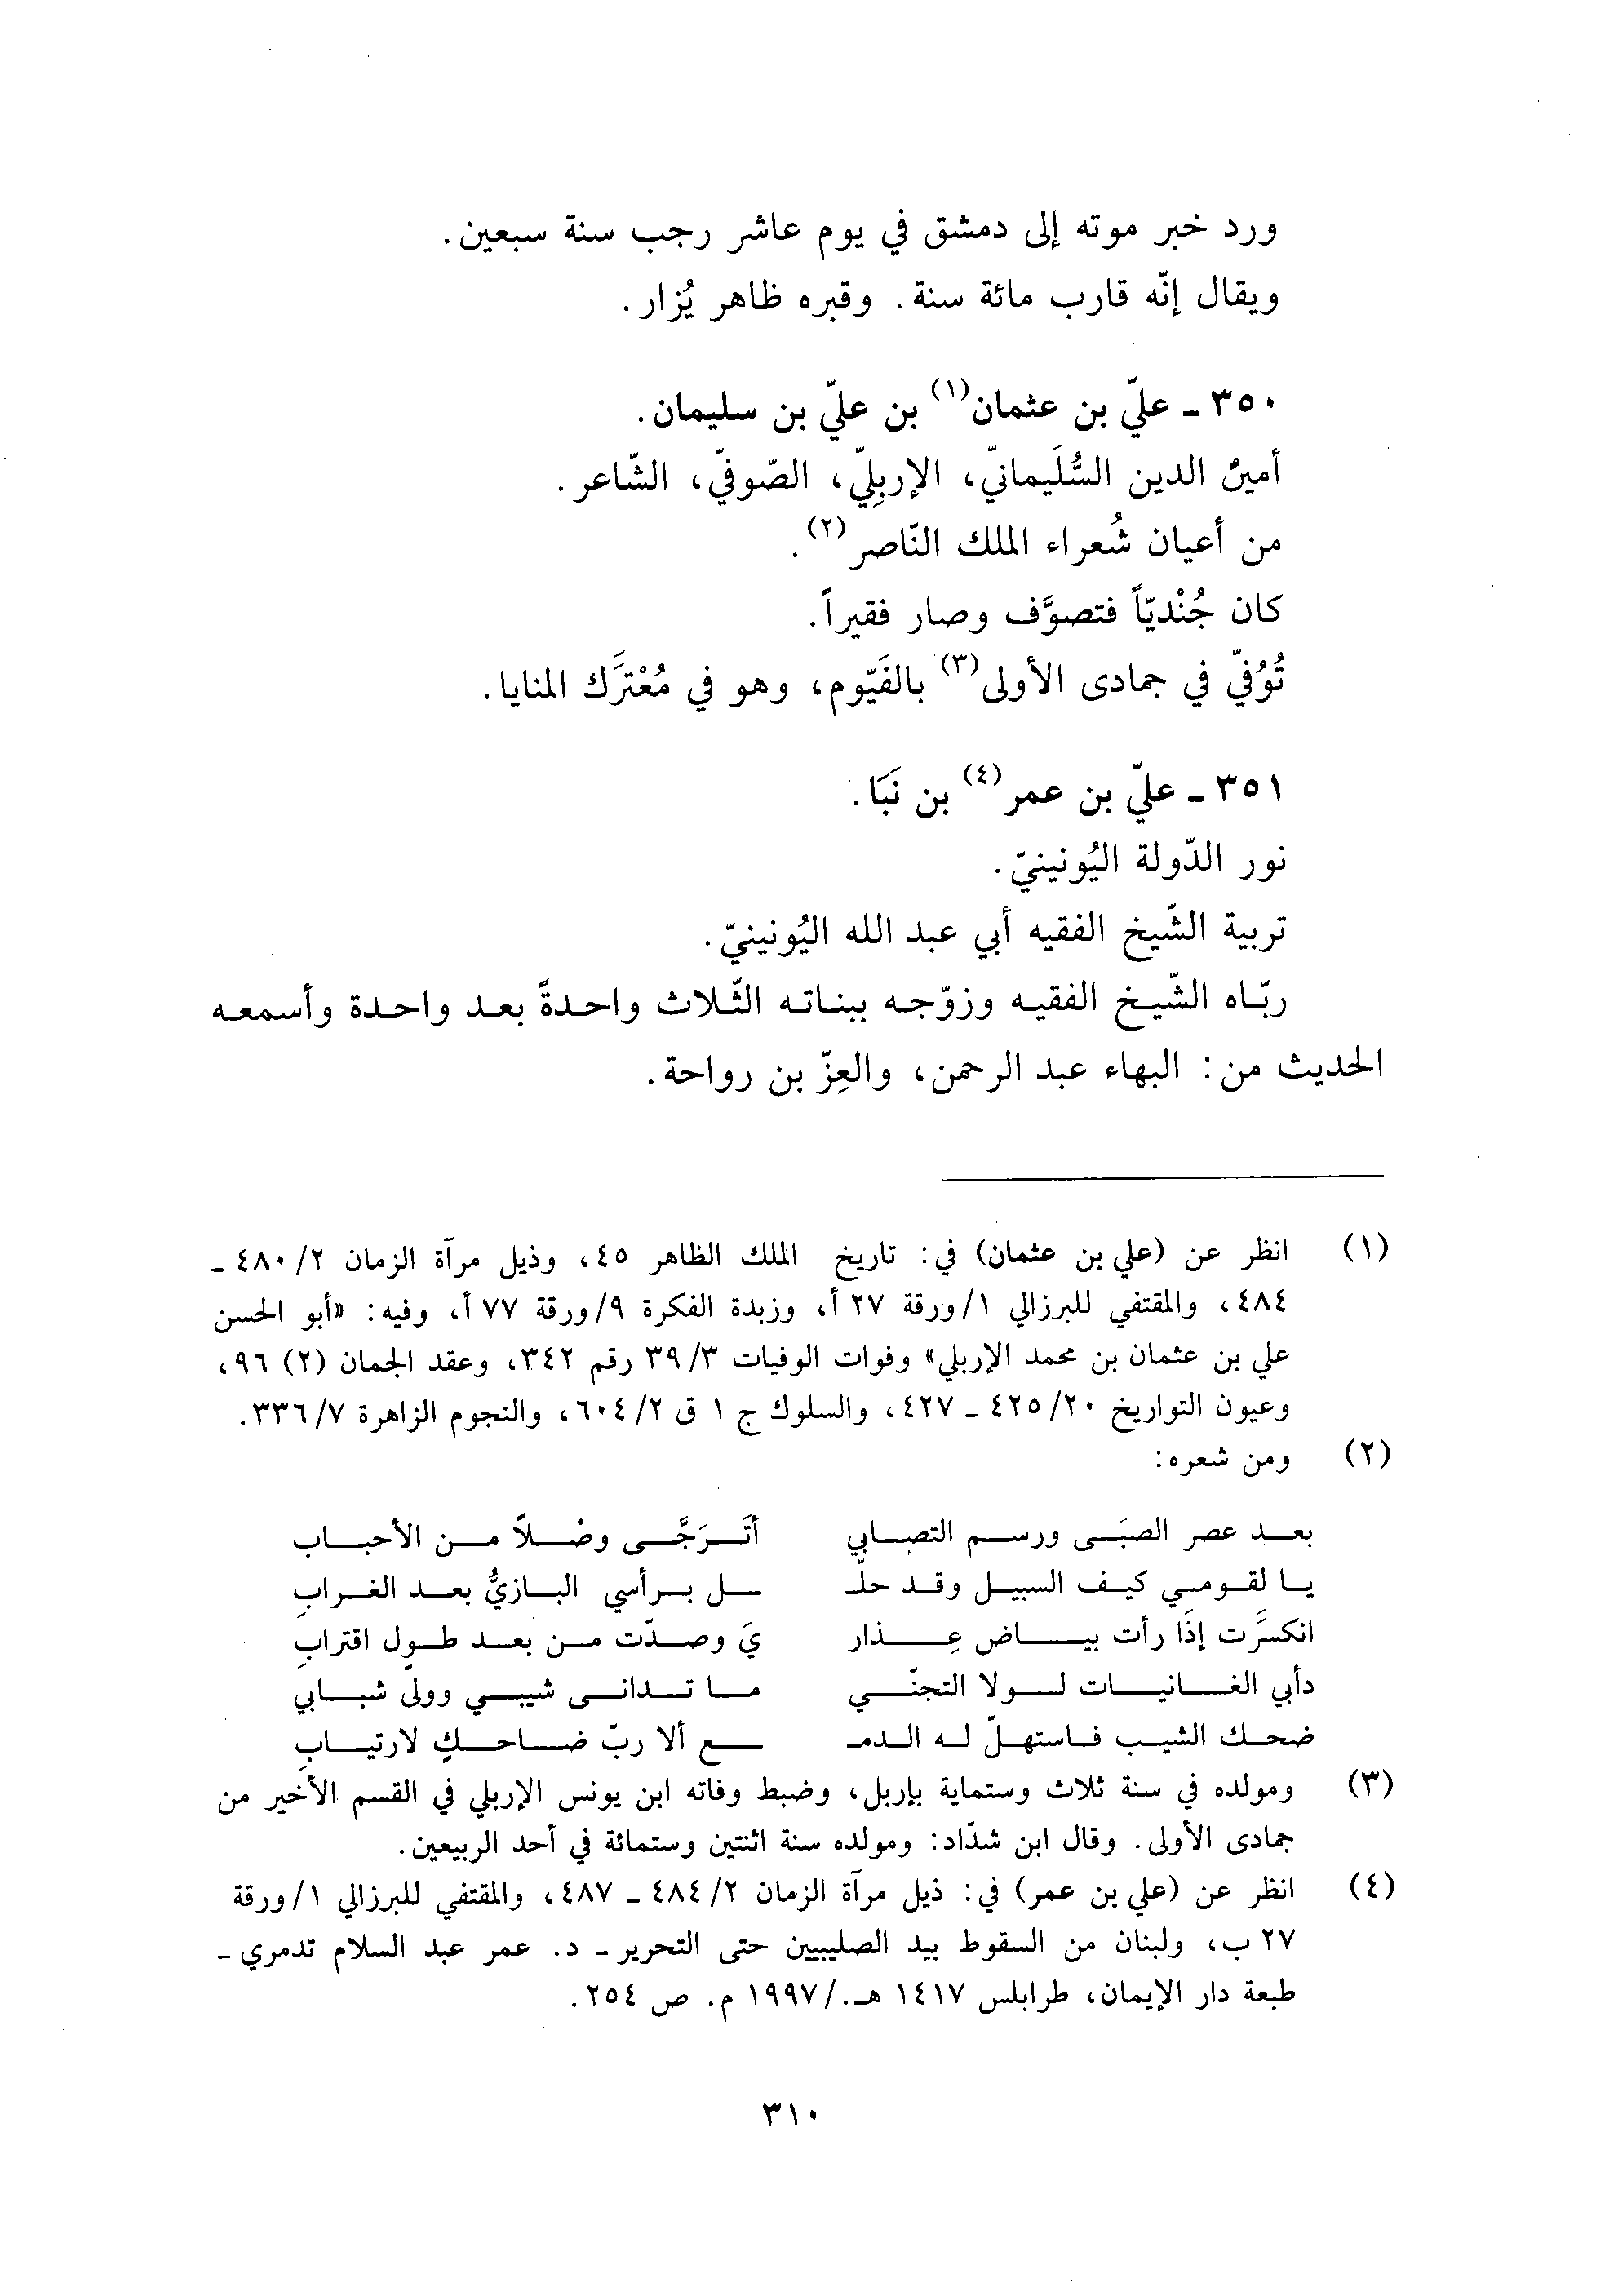 ورد خبر موته إلى دمشق في يوم عاشر رجب سنة سبعين.
ويقال إنّه قارب مائة سنة. وقبره ظاهر يُزار.
٣٥٠ ـ عليّ بن عثمان(١) بن عليّ بن سليمان.
أمينُ الدين السُّلَيمانيّ، الإربِليّ، الصّوفيّ، الشّاعر.
من أعيان شُعراء الملك النّاصر(٢).
كان جُنْديّاً فتصوَّف وصار فقيراً.
تُوُفّي في جمادى الأولى(٣) بالفَيّوم، وهو في مُعْتَرَك المنايا.
٣٥١ ـ عليّ بن عمر(٤) بن نَبَا.
نور الدّولة اليُونينيّ.
تربية الشّيخ الفقيه أبي عبد الله اليُونينيّ.
ربّاه الشّيخ الفقيه وزوّجه ببناته الثّلاث واحدةً بعد واحدة وأسمعه
الحديث من: البهاء عبد الرحمن، والعِزّ بن رواحة.
(١) انظر عن (علي بن عثمان) في: تاريخ الملك الظاهر ٤٥، وذيل مرآة الزمان ٢/ ٤٨٠ ـ
٤٨٤، والمقتفي للبرزالي ١/ورقة ٢٧ أ، وزبدة الفكرة ٩/ورقة ٧٧ أ، وفيه: «أبو الحسن
علي بن عثمان بن محمد الإربلي» وفوات الوفيات ٣/ ٣٩ رقم ٣٤٢، وعقد الجمان (٢) ٩٦،
وعيون التواريخ ٢٠/ ٤٢٥ ـ ٤٢٧، والسلوك ج ١ ق ٢/ ٦٠٤، والنجوم الزاهرة ٧/ ٣٣٦.
(٢) ومن شعره:
بعد عصر الصبَى ورسم التصابي أتَرَجَّى وصلاً من الأحباب
يا لقومي كيف السبيل وقد حلّـ ـل برأسي البازيُّ بعد الغرابِ
انكسرَت إذَا رأت بياض عِذار يَ وصدّت من بعد طول اقترابِ
دأبي الغانيات لولا التجنّي ما تدانى شيبي وولّى شبابي
ضحك الشيب فاستهلّ له الدمـ ـع ألا ربّ ضاحكٍ لارتيابِ
(٣) ومولده في سنة ثلاث وستماية بإربل، وضبط وفاته ابن يونس الإربلي في القسم الأخير من
جمادى الأولى. وقال ابن شدّاد: ومولده سنة اثنتين وستمائة في أحد الربيعين.
(٤) انظر عن (علي بن عمر) في: ذيل مرآة الزمان ٢/ ٤٨٤ ـ ٤٨٧، والمقتفي للبرزالي ١/ورقة
٢٧ ب، ولبنان من السقوط بيد الصليبيين حتى التحرير ـ د. عمر عبد السلام تدمري ـ
طبعة دار الإيمان، طرابلس ١٤١٧ هـ./١٩٩٧ م. ص ٢٥٤.
٣١٠